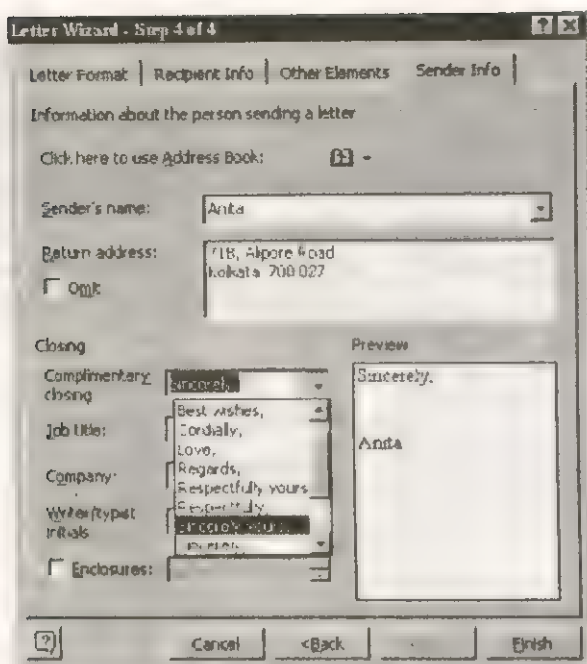 Letter Wizard - Step 4 of 4
Letter Format Recipient Info Other Elements Sender Info
Information about the person sending a letter
Click here to use Address Book:
Sender's name: Anita
Return address: 71B, Alipore Road
Omit Kolkata 700 027
Closing Preview
Complimentary closing Sincerely, Sincerely,
Best wishes,
Job title: Cordially,
Love, Anita
Company: Regards,
Respectfully yours
Writer/typist initials Respectfully,
Sincerely yours,
Sincerely,
Enclosures:
Cancel <Back Finish